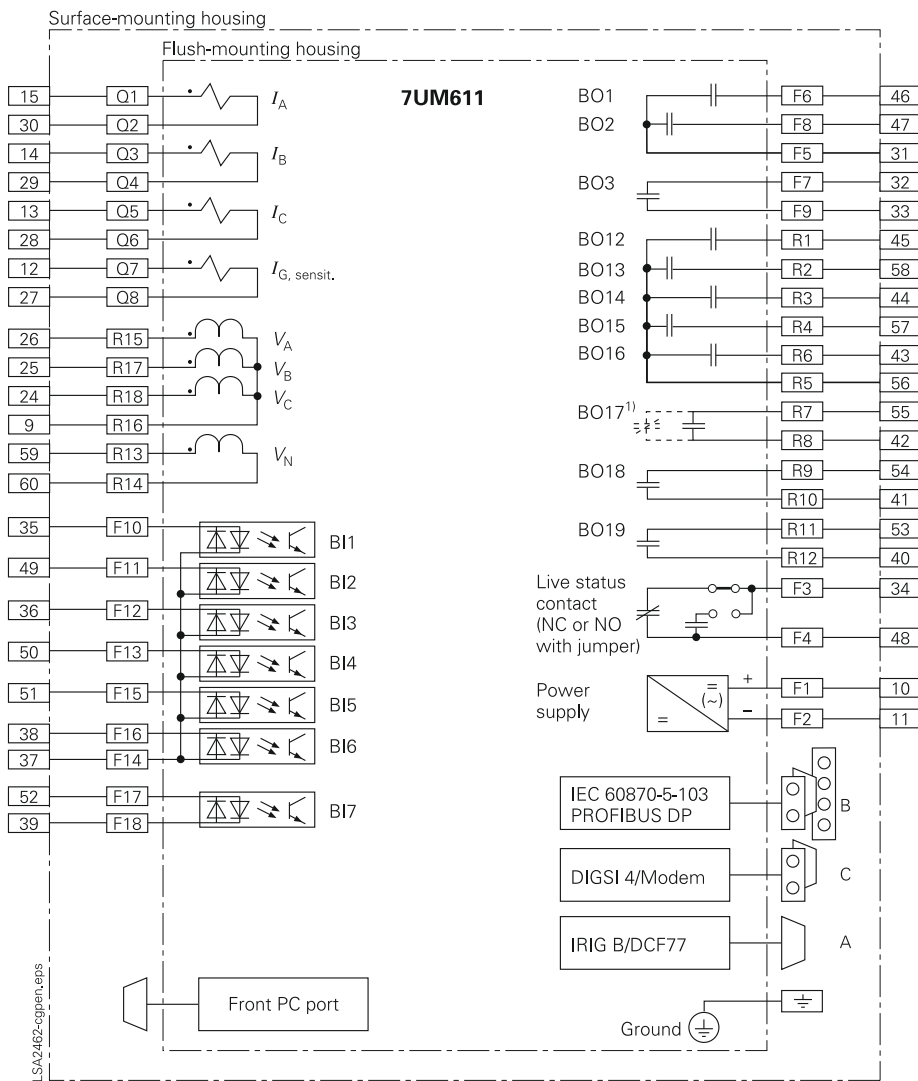 Surface-mounting housing
Flush-mounting housing
7UM611
15 Q1 I_A
30 Q2
14 Q3 I_B
29 Q4
13 Q5 I_C
28 Q6
12 Q7 I_G, sensit.
27 Q8
26 R15 V_A
25 R17 V_B
24 R18 V_C
9 R16
59 R13 V_N
60 R14
35 F10 BI1
49 F11 BI2
36 F12 BI3
50 F13 BI4
51 F15 BI5
38 F16 BI6
37 F14
52 F17 BI7
39 F18
BO1 F6 46
BO2 F8 47
F5 31
BO3 F7 32
F9 33
BO12 R1 45
BO13 R2 58
BO14 R3 44
BO15 R4 57
BO16 R6 43
R5 56
BO17 1) R7 55
R8 42
BO18 R9 54
R10 41
BO19 R11 53
R12 40
Live status
contact
(NC or NO
with jumper)
F3 34
F4 48
Power
supply
= (~) =
+ F1 10
− F2 11
IEC 60870-5-103
PROFIBUS DP
B
DIGSI 4/Modem
C
IRIG B/DCF77
A
Front PC port
Ground
LSA2462-cgpen.eps